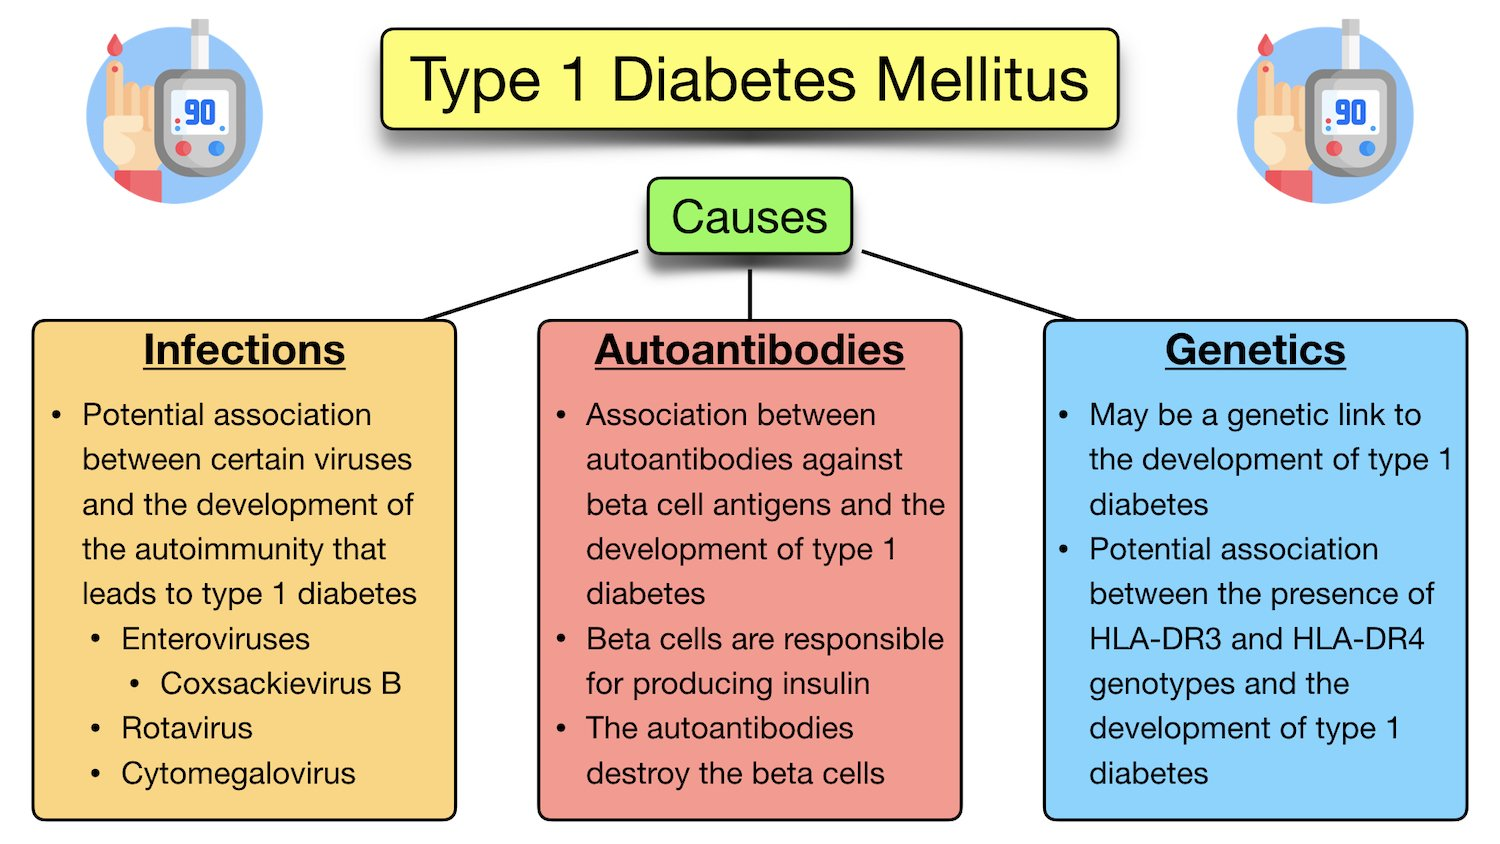 Type 1 Diabetes Mellitus
90
90
Causes
Infections
• Potential association
between certain viruses
and the development of
the autoimmunity that
leads to type 1 diabetes
• Enteroviruses
• Coxsackievirus B
• Rotavirus
• Cytomegalovirus
Autoantibodies
• Association between
autoantibodies against
beta cell antigens and the
development of type 1
diabetes
• Beta cells are responsible
for producing insulin
• The autoantibodies
destroy the beta cells
Genetics
• May be a genetic link to
the development of type 1
diabetes
• Potential association
between the presence of
HLA-DR3 and HLA-DR4
genotypes and the
development of type 1
diabetes